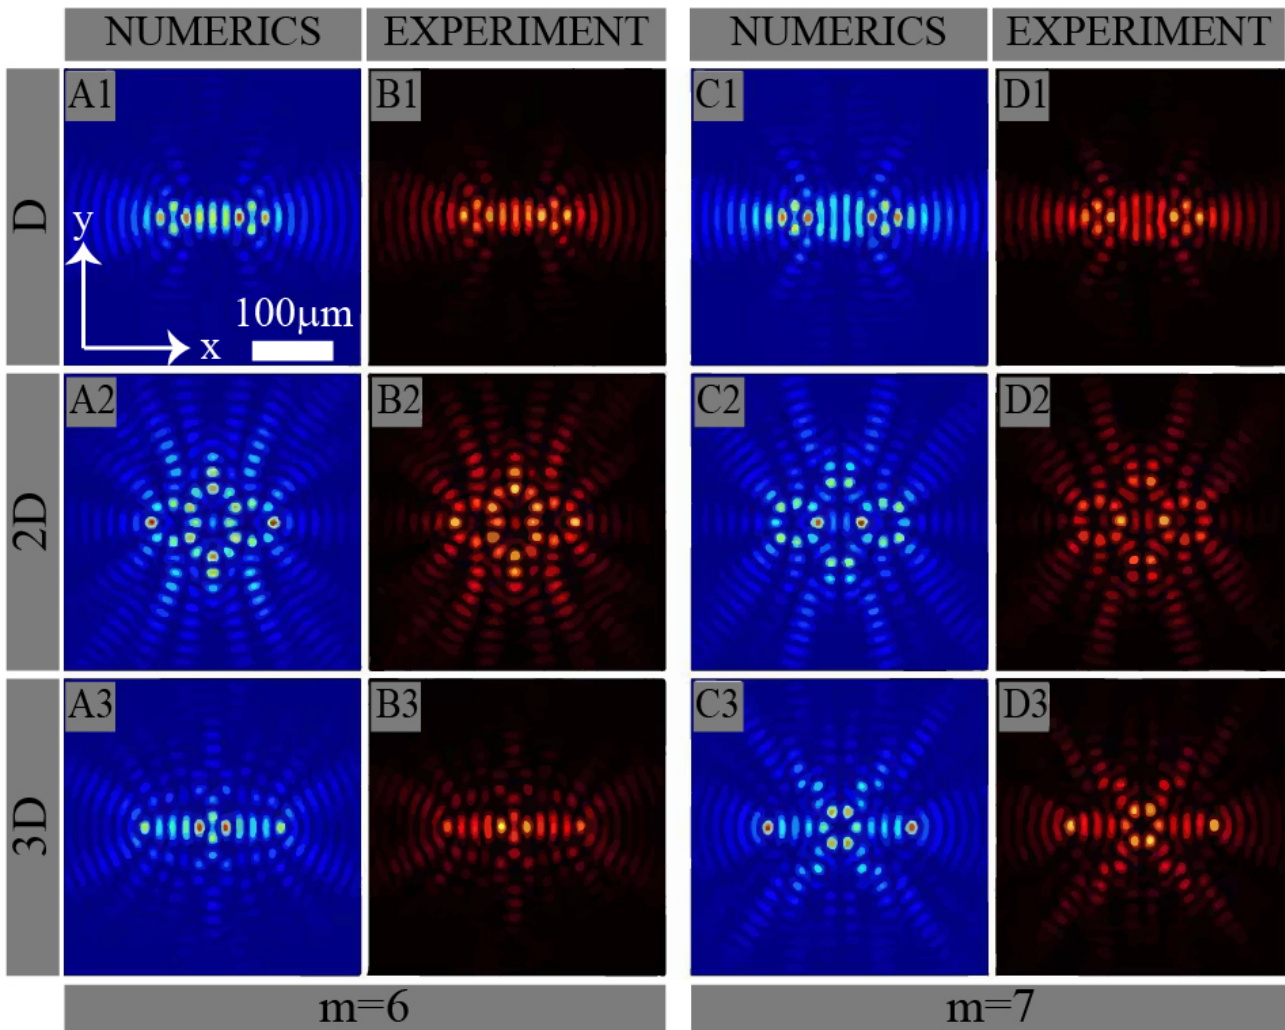 NUMERICS EXPERIMENT NUMERICS EXPERIMENT
D
A1 B1 C1 D1
y
100μm
x
2D
A2 B2 C2 D2
3D
A3 B3 C3 D3
m=6 m=7